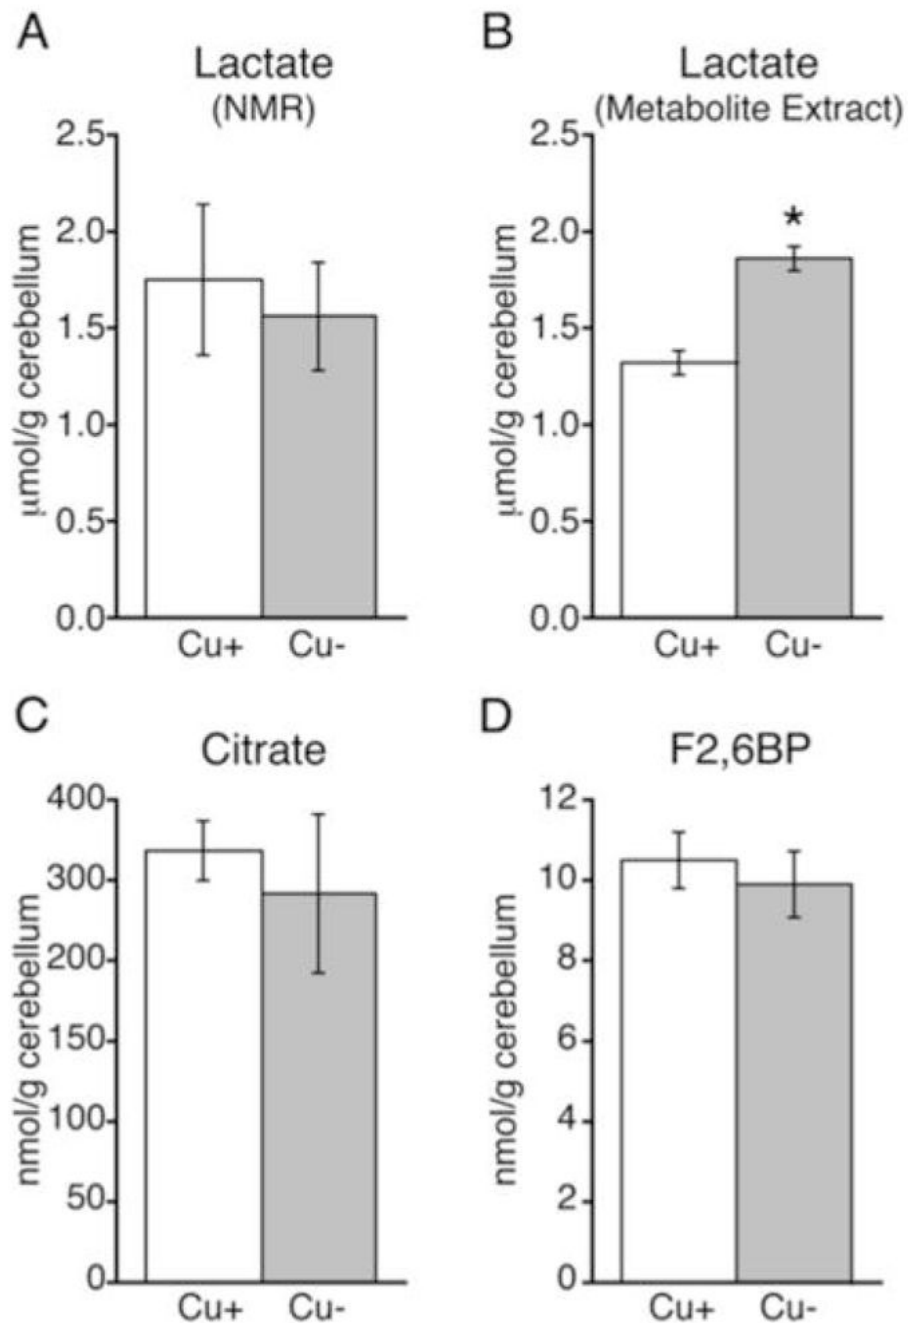 A
Lactate
(NMR)
2.5
2.0
1.5
1.0
0.5
0.0
μmol/g cerebellum
Cu+ Cu-
B
Lactate
(Metabolite Extract)
2.5
2.0
1.5
1.0
0.5
0.0
μmol/g cerebellum
*
Cu+ Cu-
C
Citrate
400
300
200
150
100
50
0
nmol/g cerebellum
Cu+ Cu-
D
F2,6BP
12
10
8
6
4
2
0
nmol/g cerebellum
Cu+ Cu-